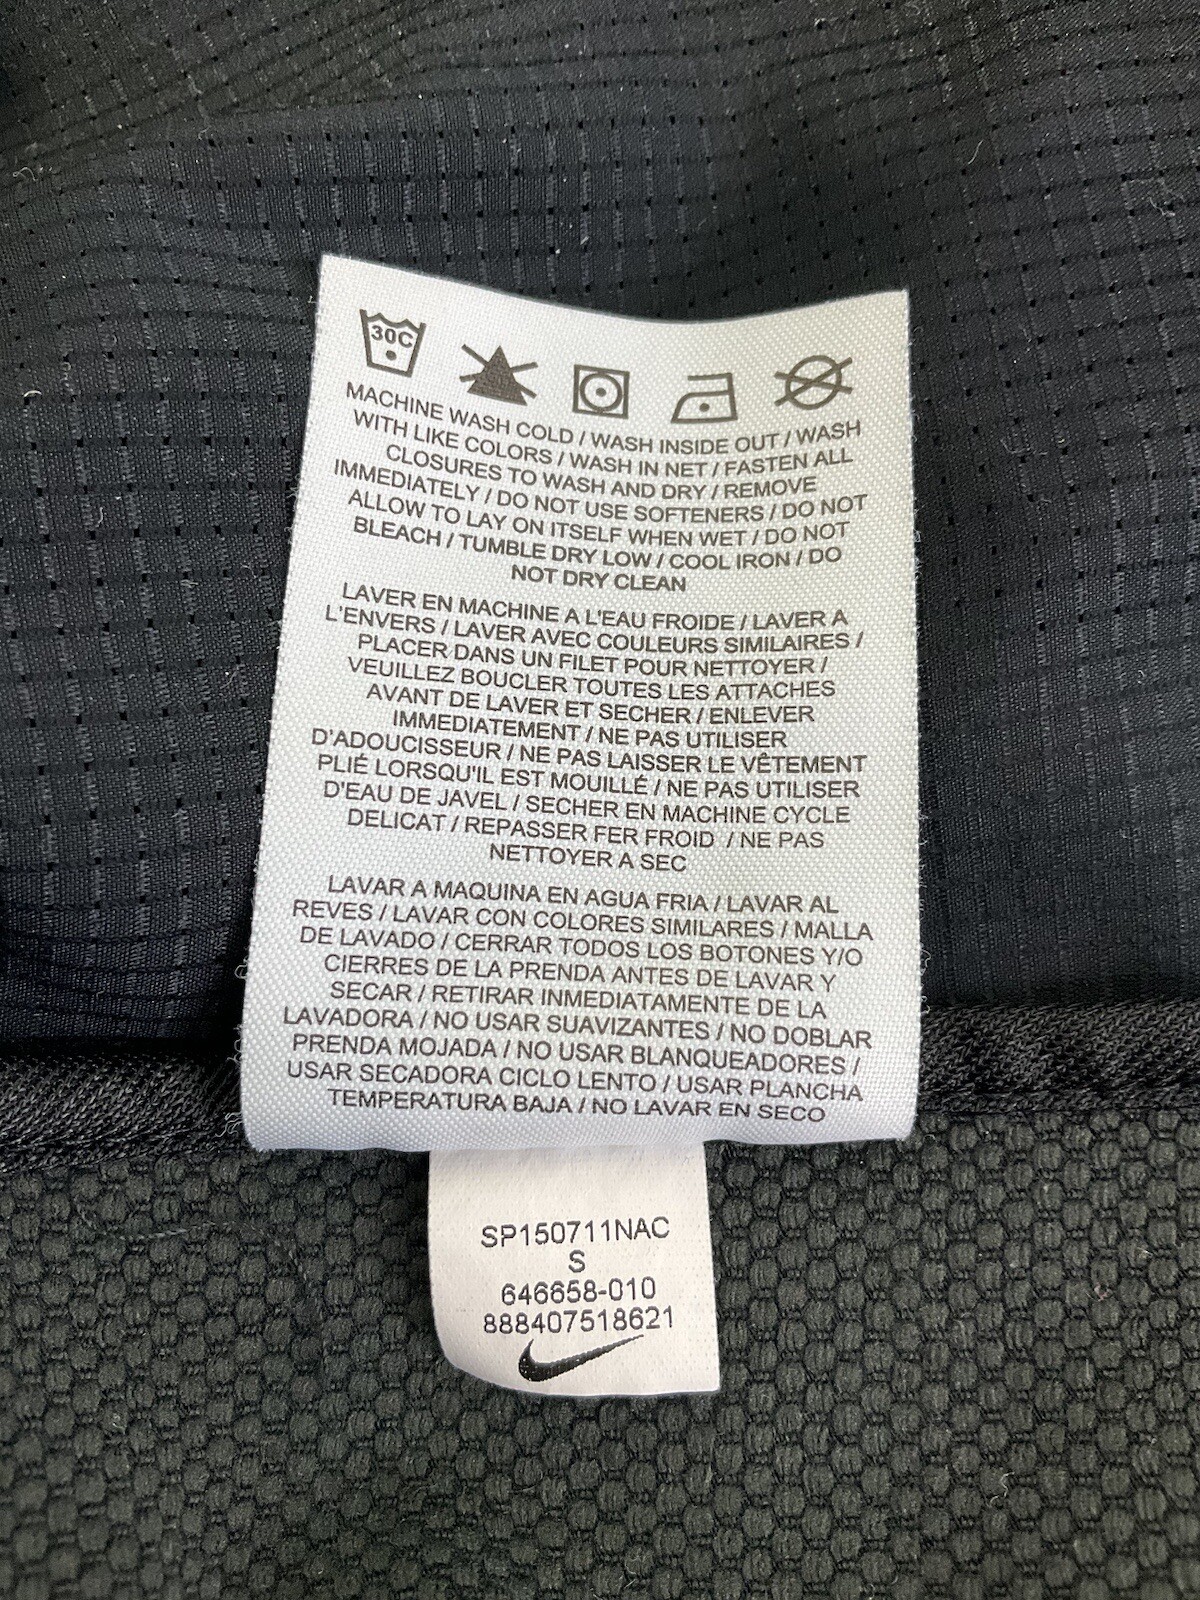 30C
MACHINE WASH COLD / WASH INSIDE OUT / WASH
WITH LIKE COLORS / WASH IN NET / FASTEN ALL
CLOSURES TO WASH AND DRY / REMOVE
IMMEDIATELY / DO NOT USE SOFTENERS / DO NOT
ALLOW TO LAY ON ITSELF WHEN WET / DO NOT
BLEACH / TUMBLE DRY LOW / COOL IRON / DO
NOT DRY CLEAN
LAVER EN MACHINE A L'EAU FROIDE / LAVER A
L'ENVERS / LAVER AVEC COULEURS SIMILAIRES /
PLACER DANS UN FILET POUR NETTOYER /
VEUILLEZ BOUCLER TOUTES LES ATTACHES
AVANT DE LAVER ET SECHER / ENLEVER
IMMEDIATEMENT / NE PAS UTILISER
D'ADOUCISSEUR / NE PAS LAISSER LE VÊTEMENT
PLIÉ LORSQU'IL EST MOUILLÉ / NE PAS UTILISER
D'EAU DE JAVEL / SECHER EN MACHINE CYCLE
DELICAT / REPASSER FER FROID / NE PAS
NETTOYER A SEC
LAVAR A MAQUINA EN AGUA FRIA / LAVAR AL
REVES / LAVAR CON COLORES SIMILARES / MALLA
DE LAVADO / CERRAR TODOS LOS BOTONES Y/O
CIERRES DE LA PRENDA ANTES DE LAVAR Y
SECAR / RETIRAR INMEDIATAMENTE DE LA
LAVADORA / NO USAR SUAVIZANTES / NO DOBLAR
PRENDA MOJADA / NO USAR BLANQUEADORES /
USAR SECADORA CICLO LENTO / USAR PLANCHA
TEMPERATURA BAJA / NO LAVAR EN SECO
SP150711NAC
S
646658-010
888407518621